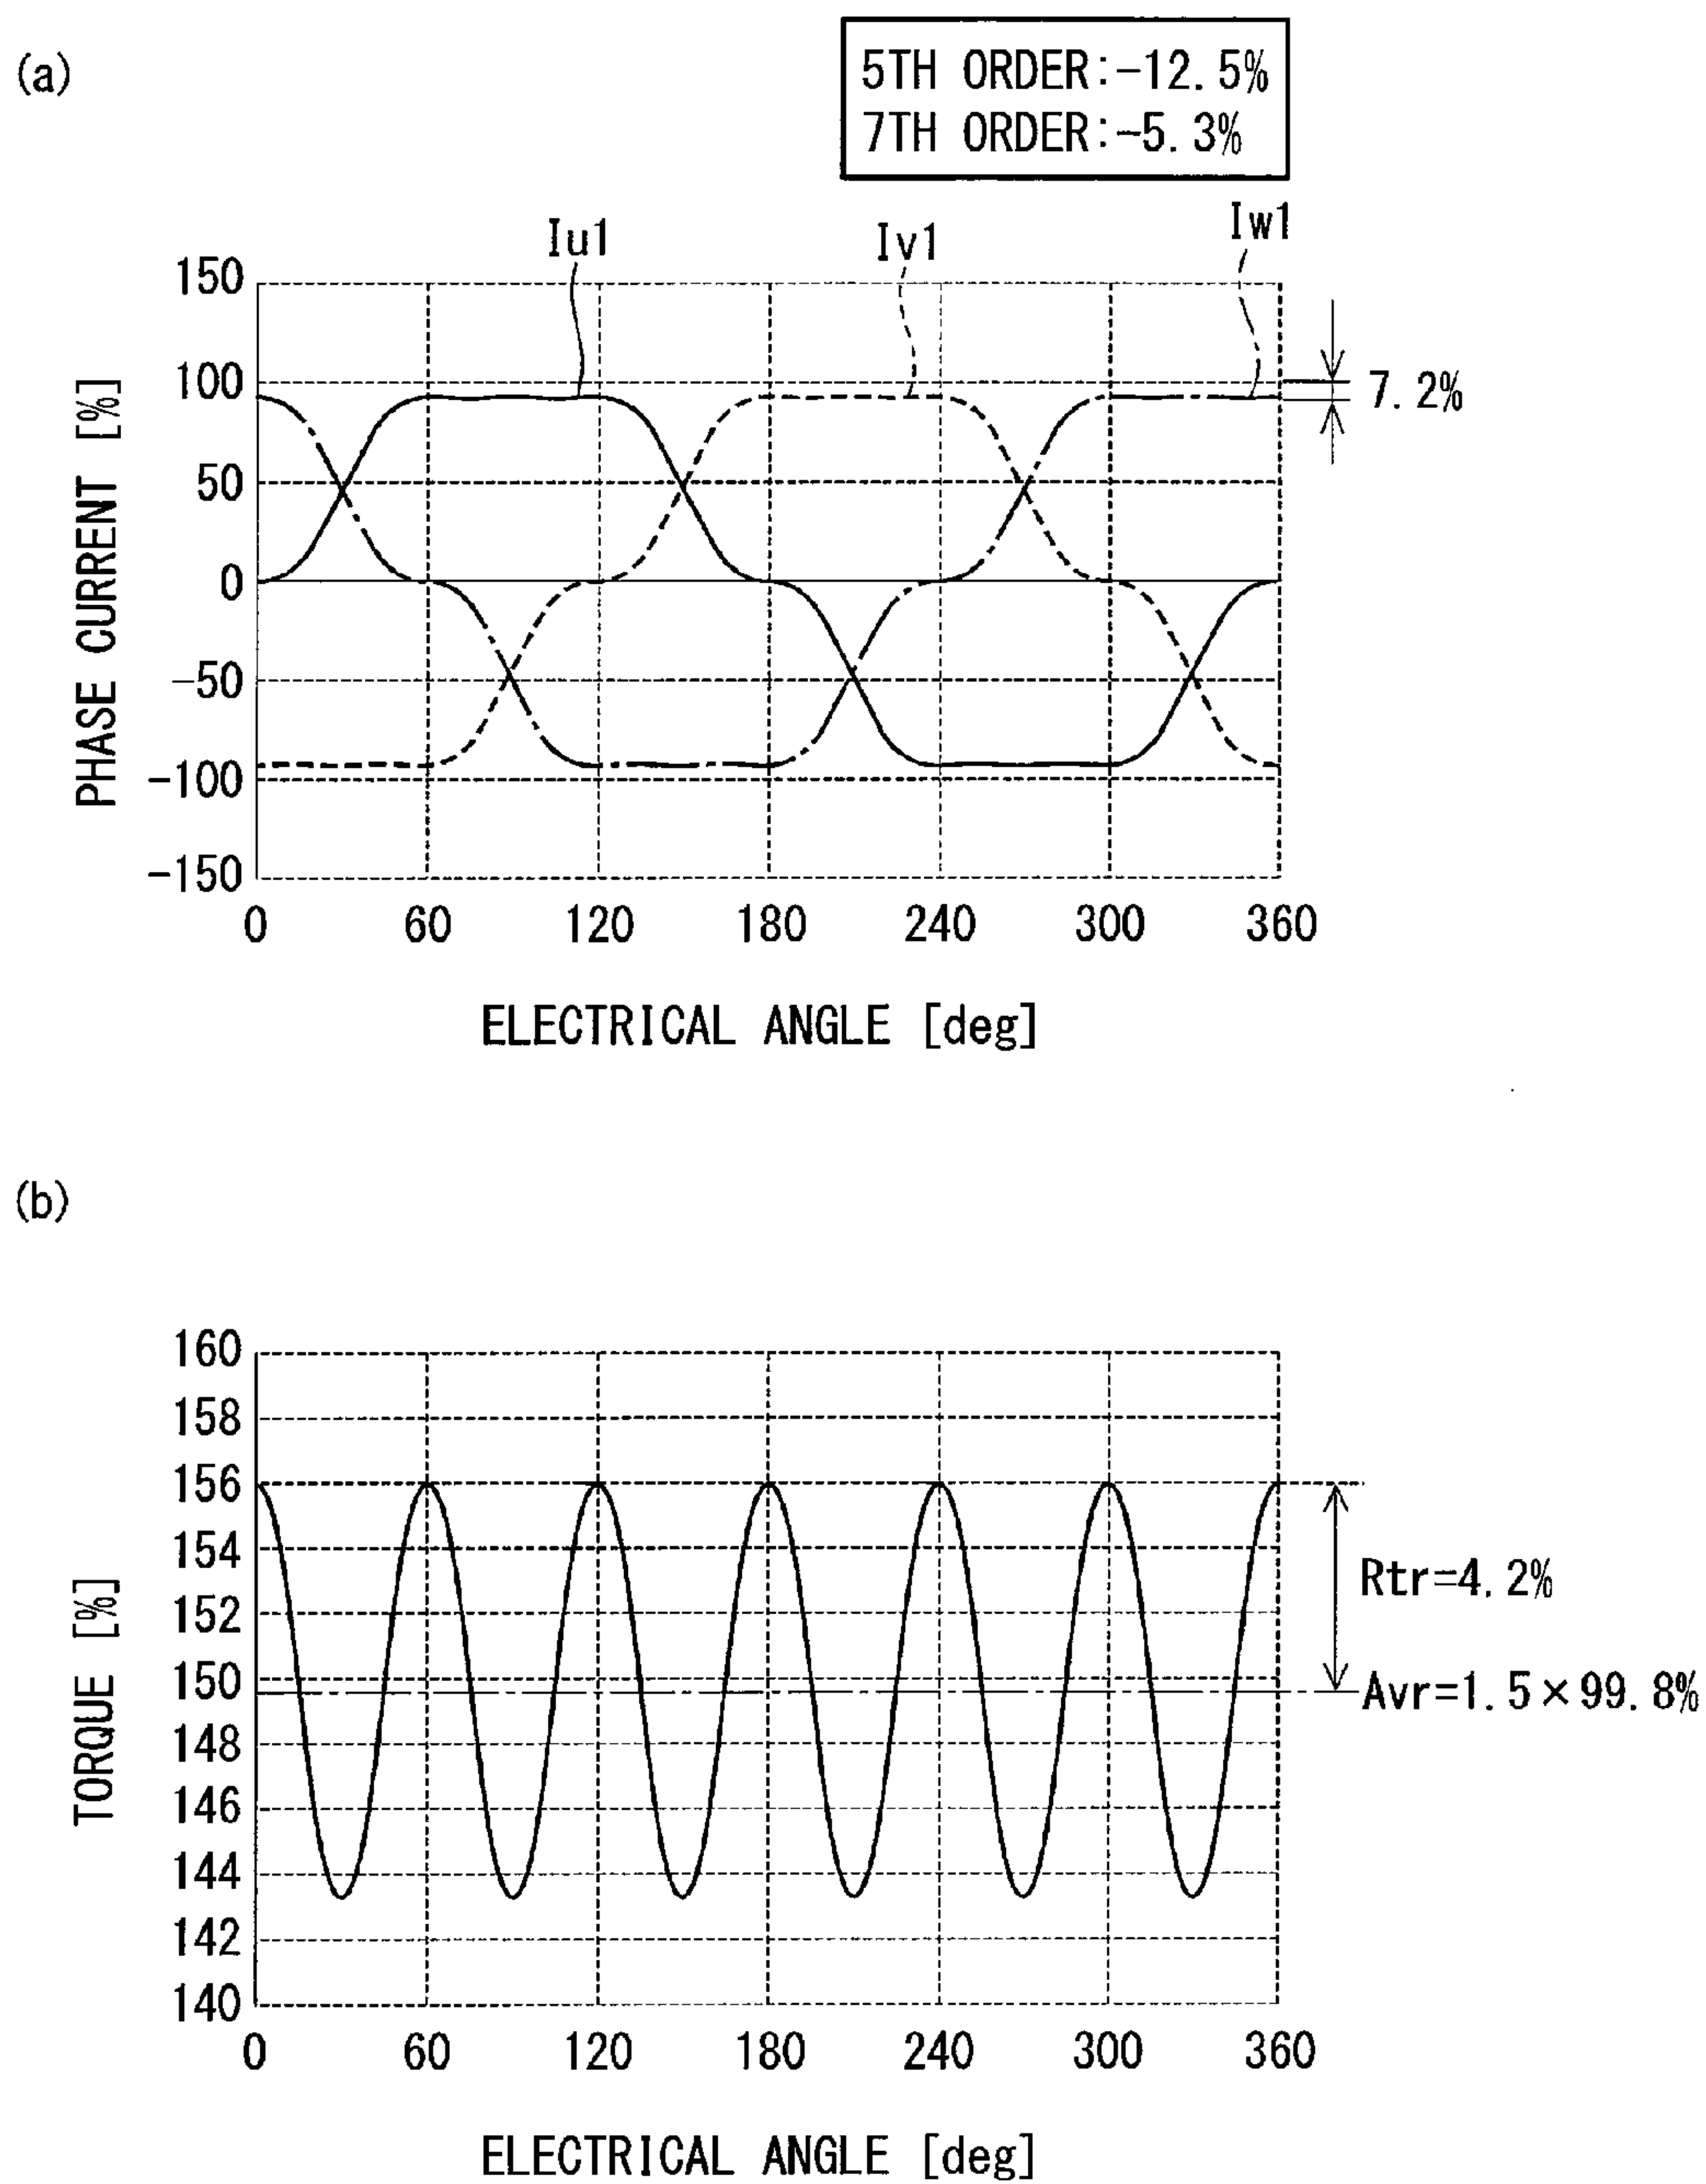 (a)
5TH ORDER:-12.5%
7TH ORDER:-5.3%
Iu1
Iv1
Iw1
150
100
50
0
-50
-100
-150
7.2%
PHASE CURRENT [%]
0 60 120 180 240 300 360
ELECTRICAL ANGLE [deg]
(b)
160
158
156
154
152
150
148
146
144
142
140
Rtr=4.2%
Avr=1.5×99.8%
TORQUE [%]
0 60 120 180 240 300 360
ELECTRICAL ANGLE [deg]